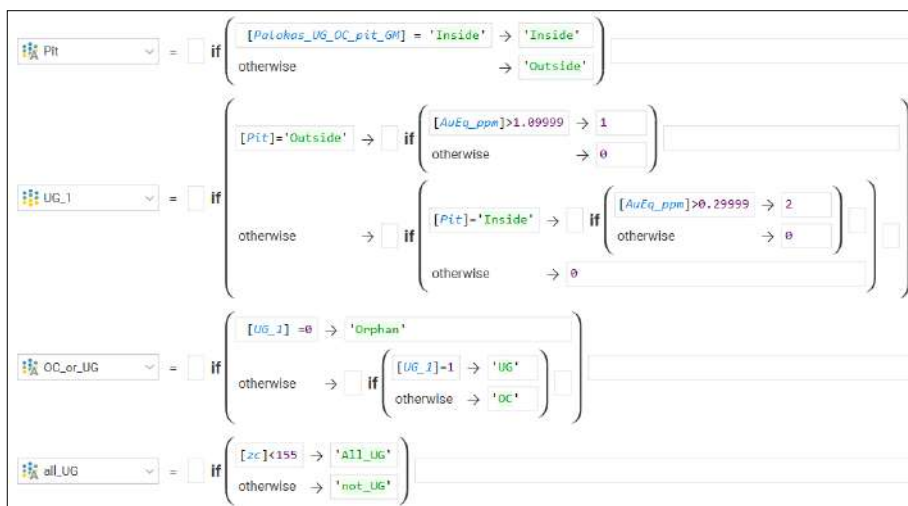 [Palokas_UG_OC_pit_GM] = 'Inside' → 'Inside'
Pit = if
otherwise → 'Outside'
[AuEq_ppm]>1.09999 → 1
[Pit]='Outside' → if
otherwise → 0
UG_1 = if
[AuEq_ppm]>0.29999 → 2
[Pit]='Inside' → if
otherwise → if
otherwise → 0
otherwise → 0
[UG_1] =0 → 'Orphan'
OC_or_UG = if
[UG_1]=1 → 'UG'
otherwise → if
otherwise → 'OC'
[zc]<155 → 'All_UG'
all_UG = if
otherwise → 'not_UG'